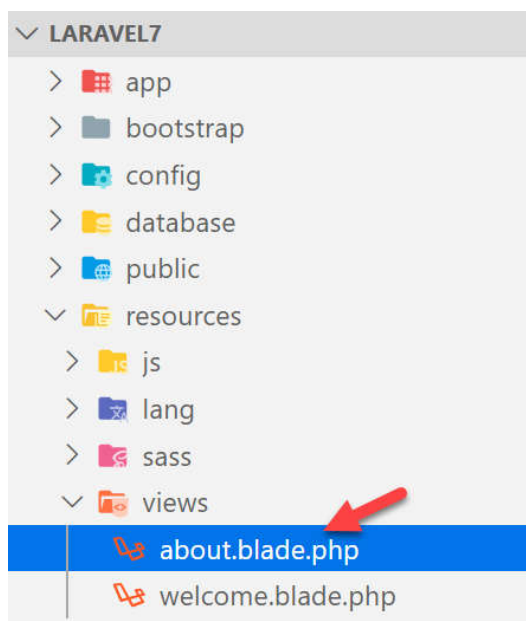 LARAVEL7
app
bootstrap
config
database
public
resources
js
lang
sass
views
about.blade.php
welcome.blade.php